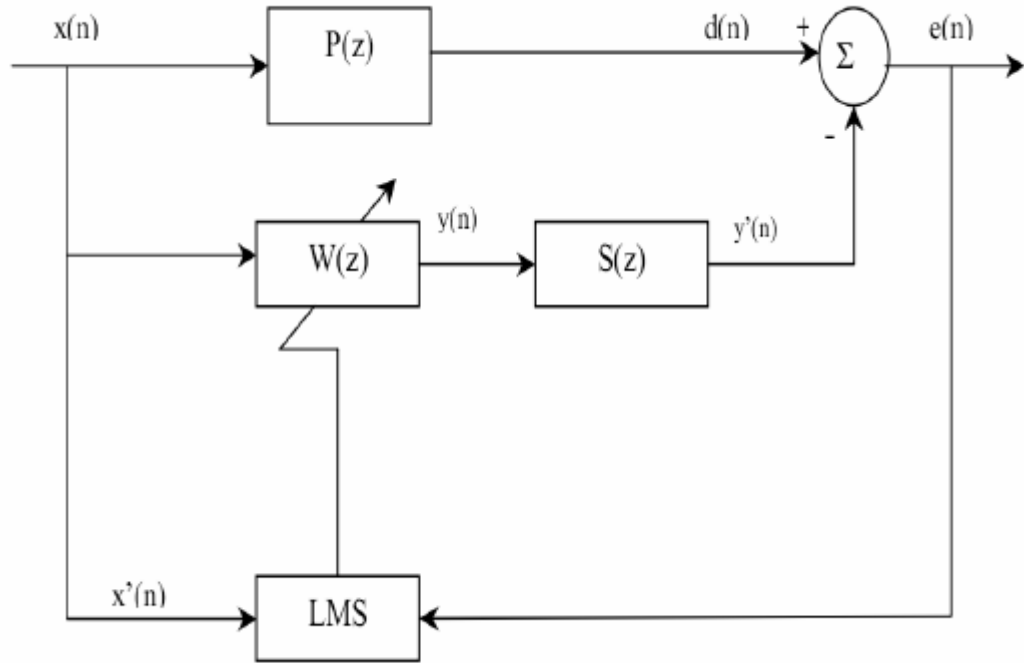 x(n)
P(z)
d(n)
+
Σ
e(n)
-
W(z)
y(n)
S(z)
y’(n)
x’(n)
LMS